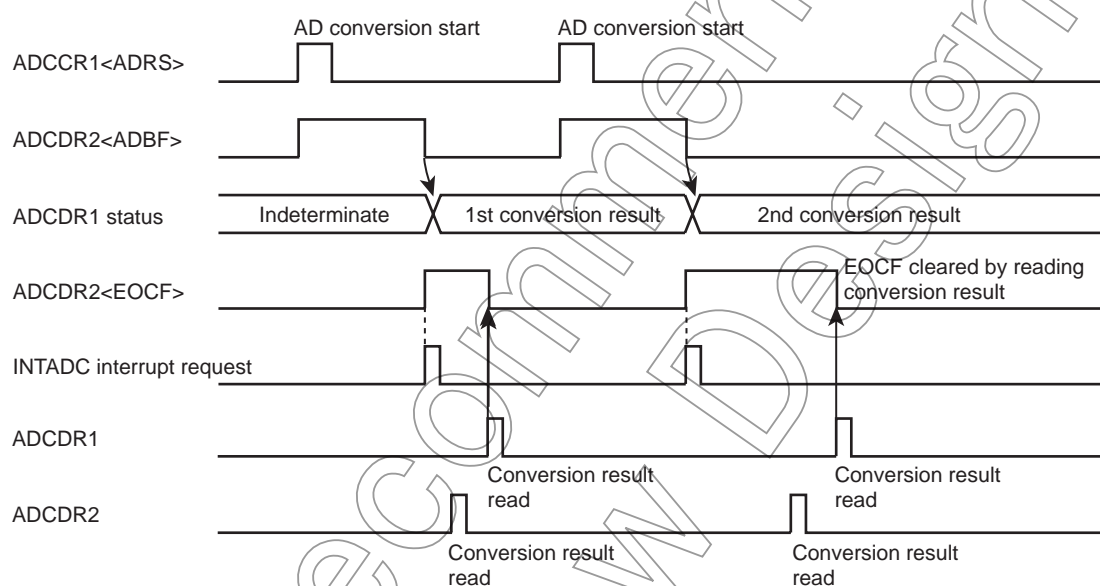 AD conversion start AD conversion start
ADCCR1<ADRS>
ADCDR2<ADBF>
ADCDR1 status Indeterminate 1st conversion result 2nd conversion result
EOCF cleared by reading
ADCDR2<EOCF> conversion result
INTADC interrupt request
ADCDR1
Conversion result Conversion result
read read
ADCDR2
Conversion result Conversion result
read read